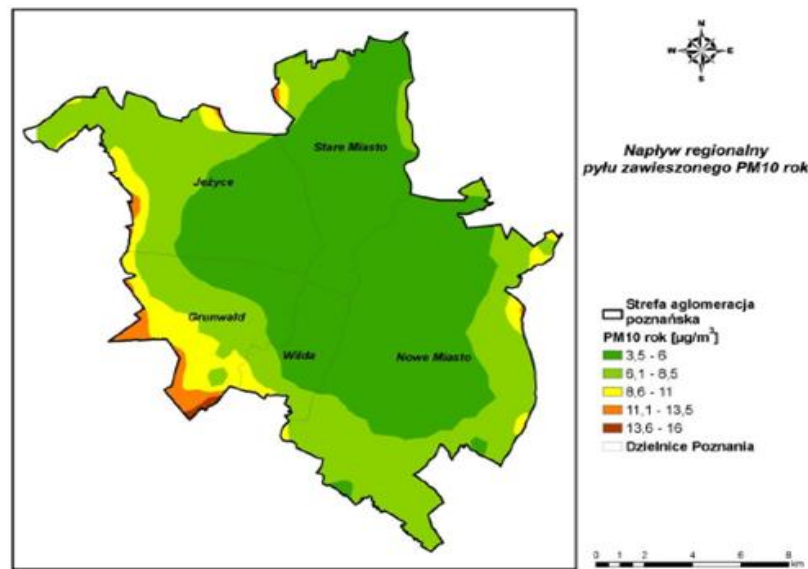 N
W E
S
Napływ regionalny
pyłu zawieszonego PM10 rok
Stare Miasto
Jeżyce
Grunwald
Wilda
Nowe Miasto
Strefa aglomeracja
poznańska
PM10 rok [µg/m³]
3,5 - 6
6,1 - 8,5
8,6 - 11
11,1 - 13,5
13,6 - 16
Dzielnice Poznania
0 1 2 4 6 8
km